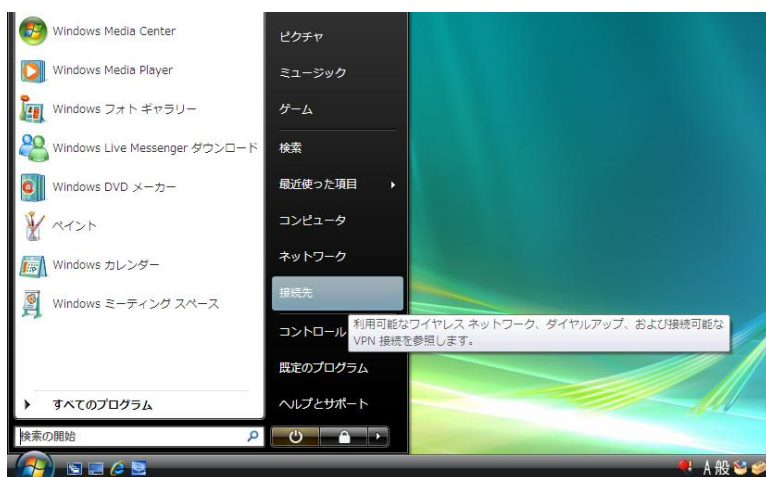 Windows Media Center
Windows Media Player
Windows フォト ギャラリー
Windows Live Messenger ダウンロード
Windows DVD メーカー
ペイント
Windows カレンダー
Windows ミーティング スペース
すべてのプログラム
検索の開始
ピクチャ
ミュージック
ゲーム
検索
最近使った項目
コンピュータ
ネットワーク
接続先
コントロール
利用可能なワイヤレス ネットワーク、ダイヤルアップ、および接続可能な
VPN 接続を参照します。
既定のプログラム
ヘルプとサポート
A 般